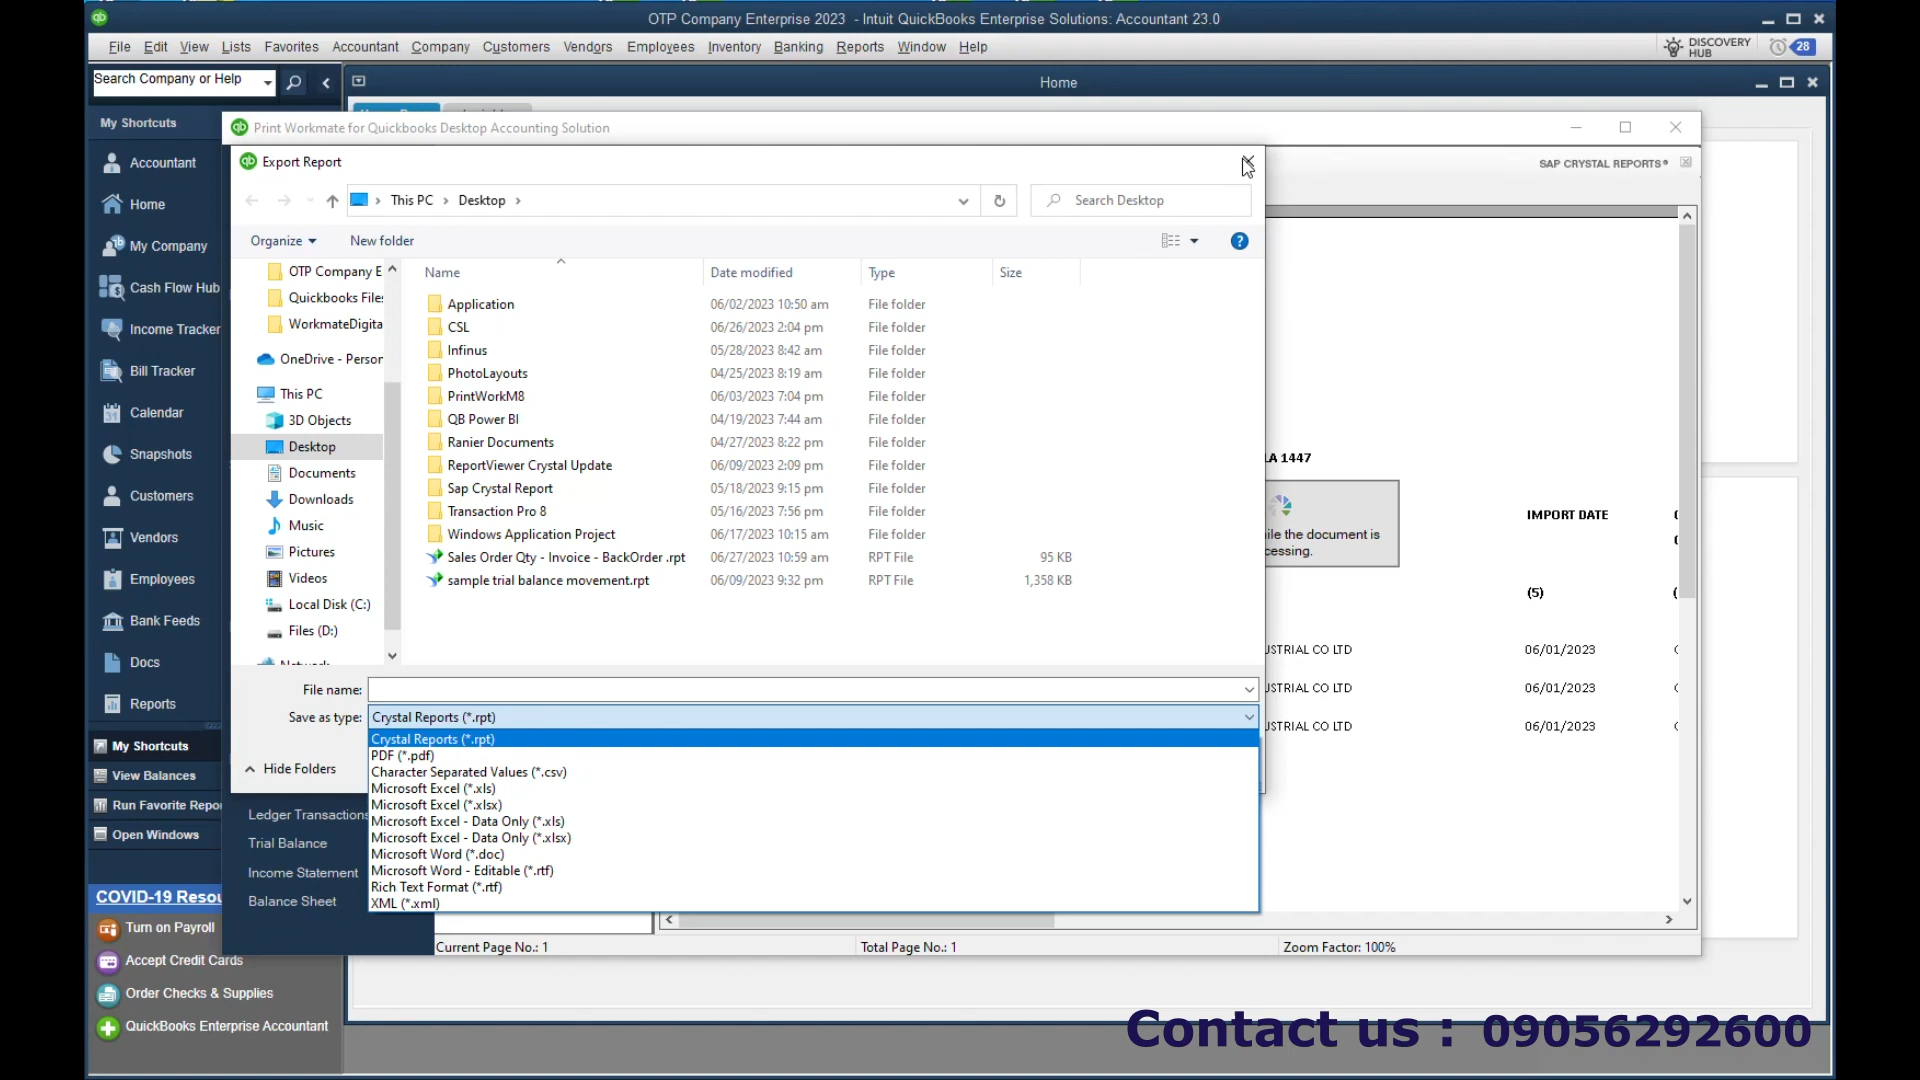 OTP Company Enterprise 2023 - Intuit QuickBooks Enterprise Solutions: Accountant 23.0
File Edit View Lists Favorites Accountant Company Customers Vendors Employees Inventory Banking Reports Window Help
DISCOVERY HUB
28
Search Company or Help
Home
My Shortcuts
Accountant
Home
My Company
Cash Flow Hub
Income Tracker
Bill Tracker
Calendar
Snapshots
Customers
Vendors
Employees
Bank Feeds
Docs
Reports
My Shortcuts
View Balances
Run Favorite Repo
Open Windows
COVID-19 Resou
Turn on Payroll
Accept Credit Cards
Order Checks & Supplies
QuickBooks Enterprise Accountant
Print Workmate for Quickbooks Desktop Accounting Solution
SAP CRYSTAL REPORTS®
Export Report
This PC > Desktop >
Search Desktop
Organize
New folder
OTP Company E
Quickbooks Files
WorkmateDigita
OneDrive - Person
This PC
3D Objects
Desktop
Documents
Downloads
Music
Pictures
Videos
Local Disk (C:)
Files (D:)
Network
Name Date modified Type Size
Application 06/02/2023 10:50 am File folder
CSL 06/26/2023 2:04 pm File folder
Infinus 05/28/2023 8:42 am File folder
PhotoLayouts 04/25/2023 8:19 am File folder
PrintWorkM8 06/03/2023 7:04 pm File folder
QB Power BI 04/19/2023 7:44 am File folder
Ranier Documents 04/27/2023 8:22 pm File folder
ReportViewer Crystal Update 06/09/2023 2:09 pm File folder
Sap Crystal Report 05/18/2023 9:15 pm File folder
Transaction Pro 8 05/16/2023 7:56 pm File folder
Windows Application Project 06/17/2023 10:15 am File folder
Sales Order Qty - Invoice - BackOrder .rpt 06/27/2023 10:59 am RPT File 95 KB
sample trial balance movement.rpt 06/09/2023 9:32 pm RPT File 1,358 KB
File name:
Save as type: Crystal Reports (*.rpt)
Crystal Reports (*.rpt)
PDF (*.pdf)
Character Separated Values (*.csv)
Microsoft Excel (*.xls)
Microsoft Excel (*.xlsx)
Microsoft Excel - Data Only (*.xls)
Microsoft Excel - Data Only (*.xlsx)
Microsoft Word (*.doc)
Microsoft Word - Editable (*.rtf)
Rich Text Format (*.rtf)
XML (*.xml)
Hide Folders
Ledger Transactions
Trial Balance
Income Statement
Balance Sheet
LA 1447
ile the document is
cessing.
IMPORT DATE
(5)
USTRIAL CO LTD 06/01/2023
USTRIAL CO LTD 06/01/2023
USTRIAL CO LTD 06/01/2023
Current Page No.: 1
Total Page No.: 1
Zoom Factor: 100%
Contact us : 09056292600